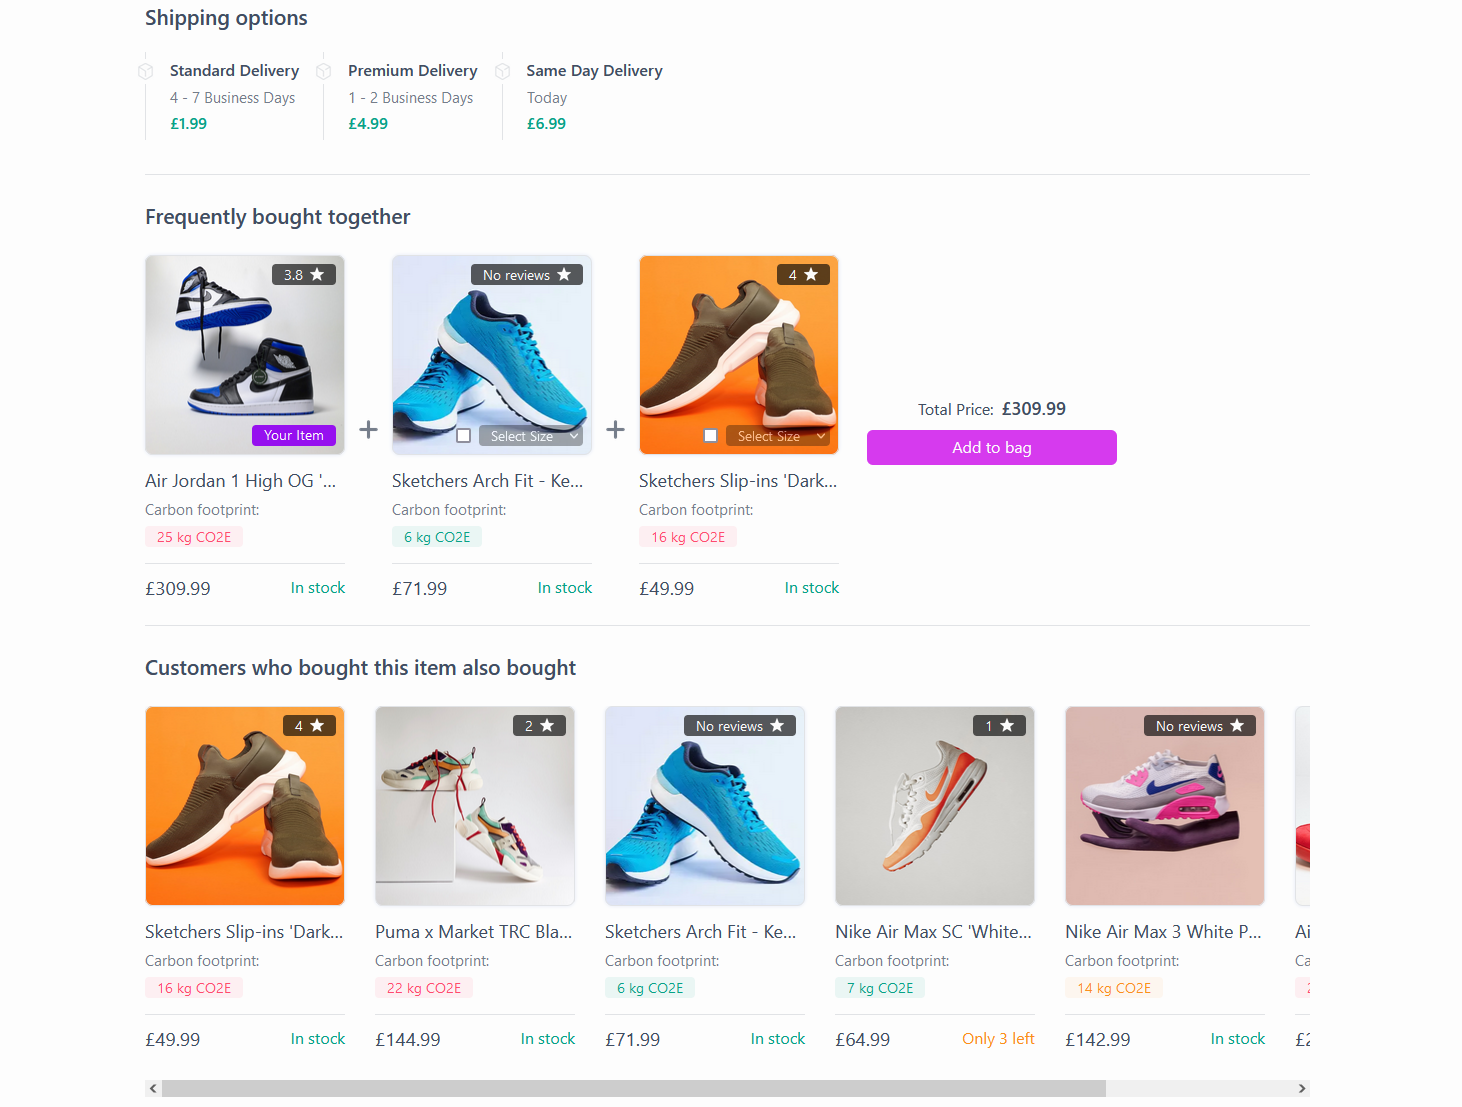 Shipping options
Standard Delivery
4 - 7 Business Days
£1.99
Premium Delivery
1 - 2 Business Days
£4.99
Same Day Delivery
Today
£6.99
Frequently bought together
3.8
Your Item
Air Jordan 1 High OG '...
Carbon footprint:
25 kg CO2E
£309.99 In stock
No reviews
Select Size
Sketchers Arch Fit - Ke...
Carbon footprint:
6 kg CO2E
£71.99 In stock
4
Select Size
Sketchers Slip-ins 'Dark...
Carbon footprint:
16 kg CO2E
£49.99 In stock
Total Price: £309.99
Add to bag
Customers who bought this item also bought
4
Sketchers Slip-ins 'Dark...
Carbon footprint:
16 kg CO2E
£49.99 In stock
2
Puma x Market TRC Bla...
Carbon footprint:
22 kg CO2E
£144.99 In stock
No reviews
Sketchers Arch Fit - Ke...
Carbon footprint:
6 kg CO2E
£71.99 In stock
1
Nike Air Max SC 'White...
Carbon footprint:
7 kg CO2E
£64.99 Only 3 left
No reviews
Nike Air Max 3 White P...
Carbon footprint:
14 kg CO2E
£142.99 In stock
Ai
Ca